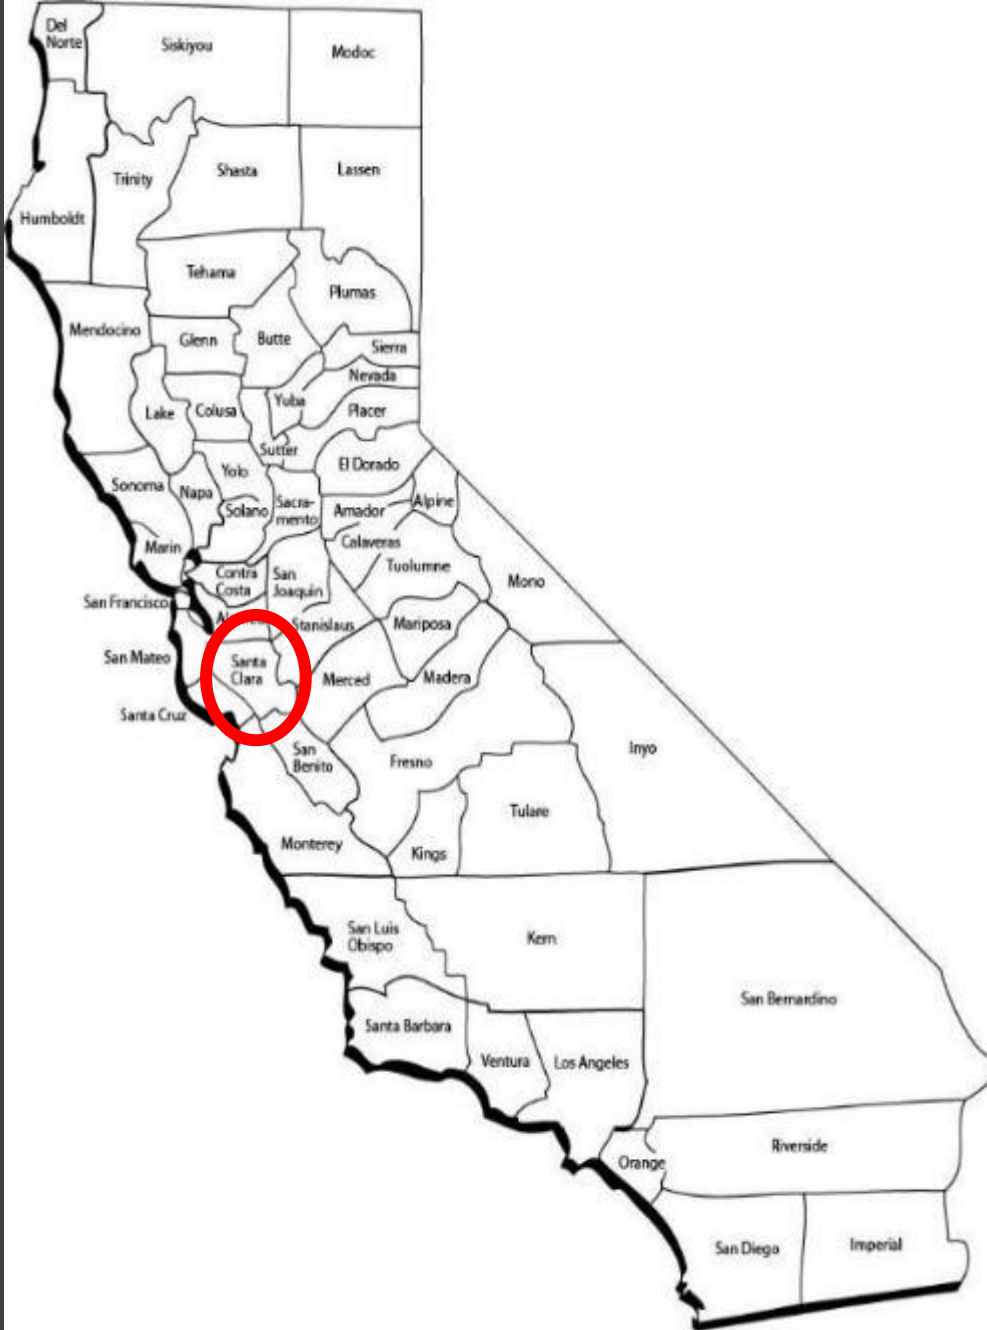 Del
Norte
Siskiyou
Modoc
Trinity
Shasta
Lassen
Humboldt
Tehama
Plumas
Mendocino
Glenn
Butte
Sierra
Nevada
Lake
Colusa
Yuba
Placer
Sutter
El Dorado
Sonoma
Napa
Yolo
Solano
Sacra-
mento
Amador
Alpine
Marin
Calaveras
Tuolumne
Contra
Costa
San
Joaquin
Mono
San Francisco
Stanislaus
Mariposa
San Mateo
Santa
Clara
Merced
Madera
Santa Cruz
San
Benito
Fresno
Inyo
Tulare
Monterey
Kings
San Luis
Obispo
Kern
San Bernardino
Santa Barbara
Ventura
Los Angeles
Orange
Riverside
San Diego
Imperial